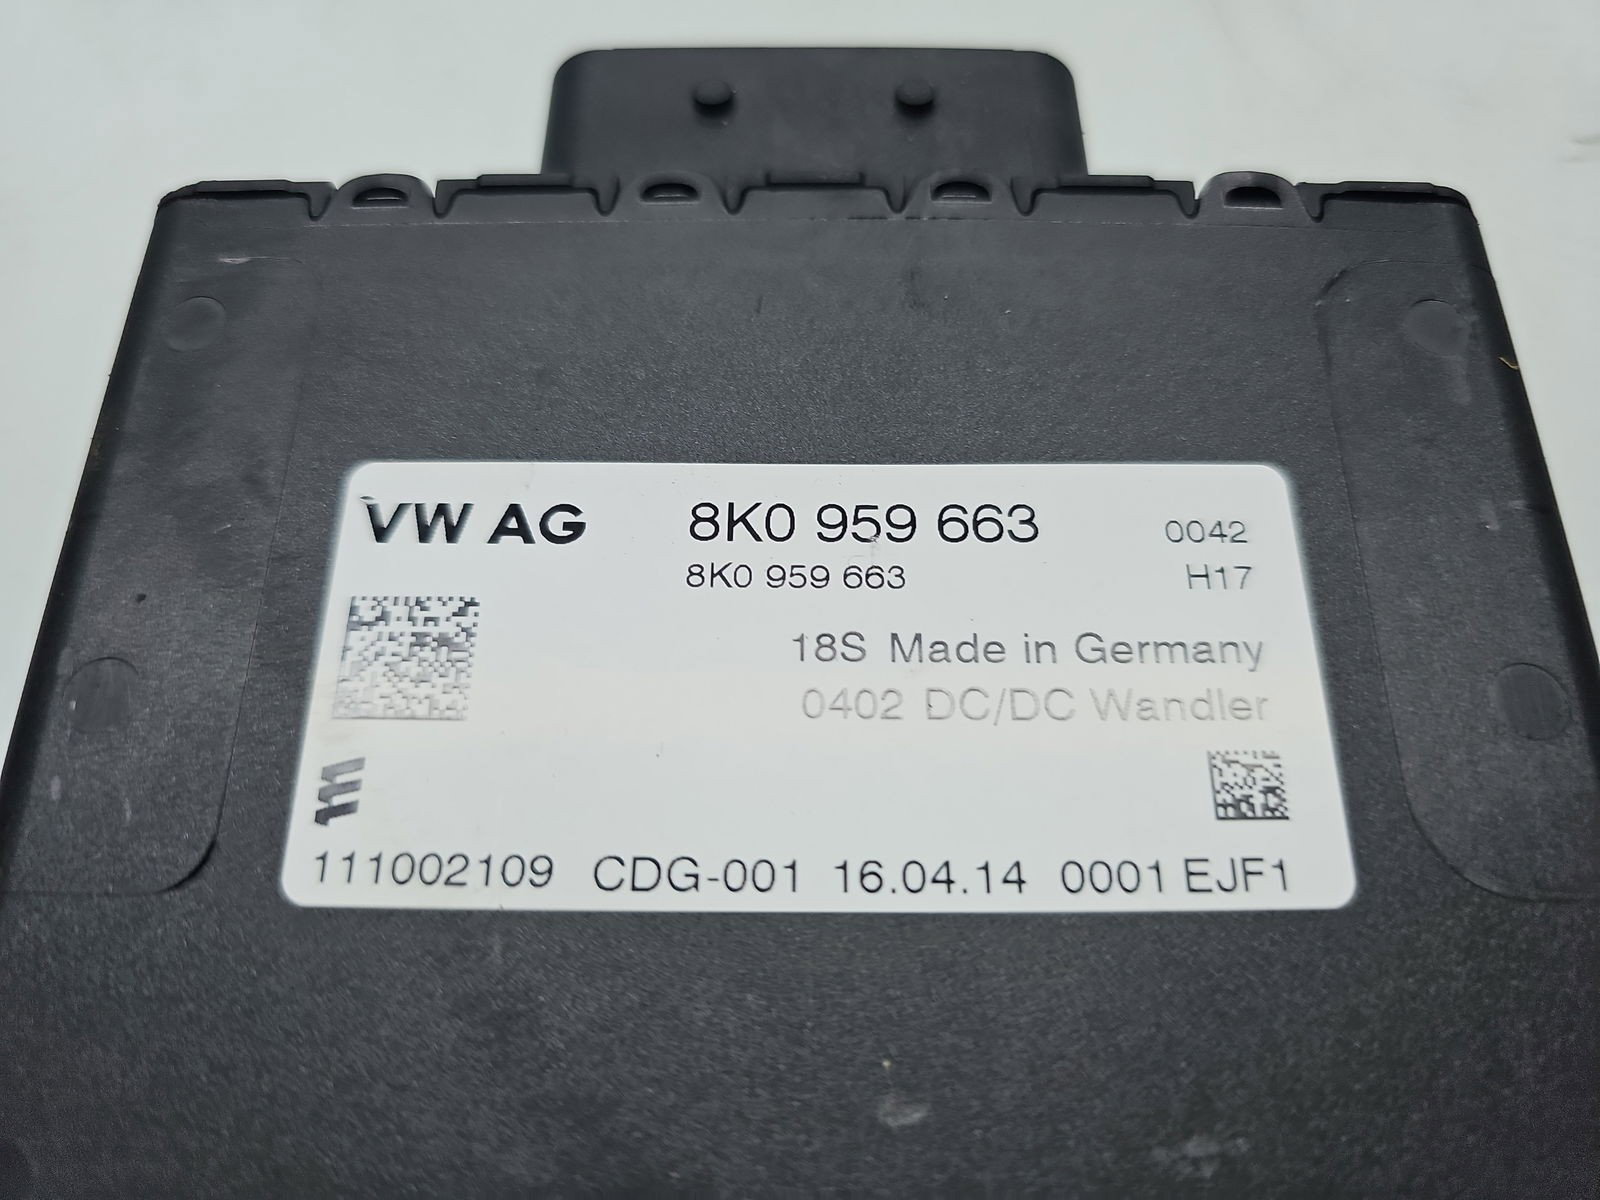 VW AG 8K0 959 663 0042
8K0 959 663 H17
18S Made in Germany
0402 DC/DC Wandler
111002109 CDG-001 16.04.14 0001 EJF1